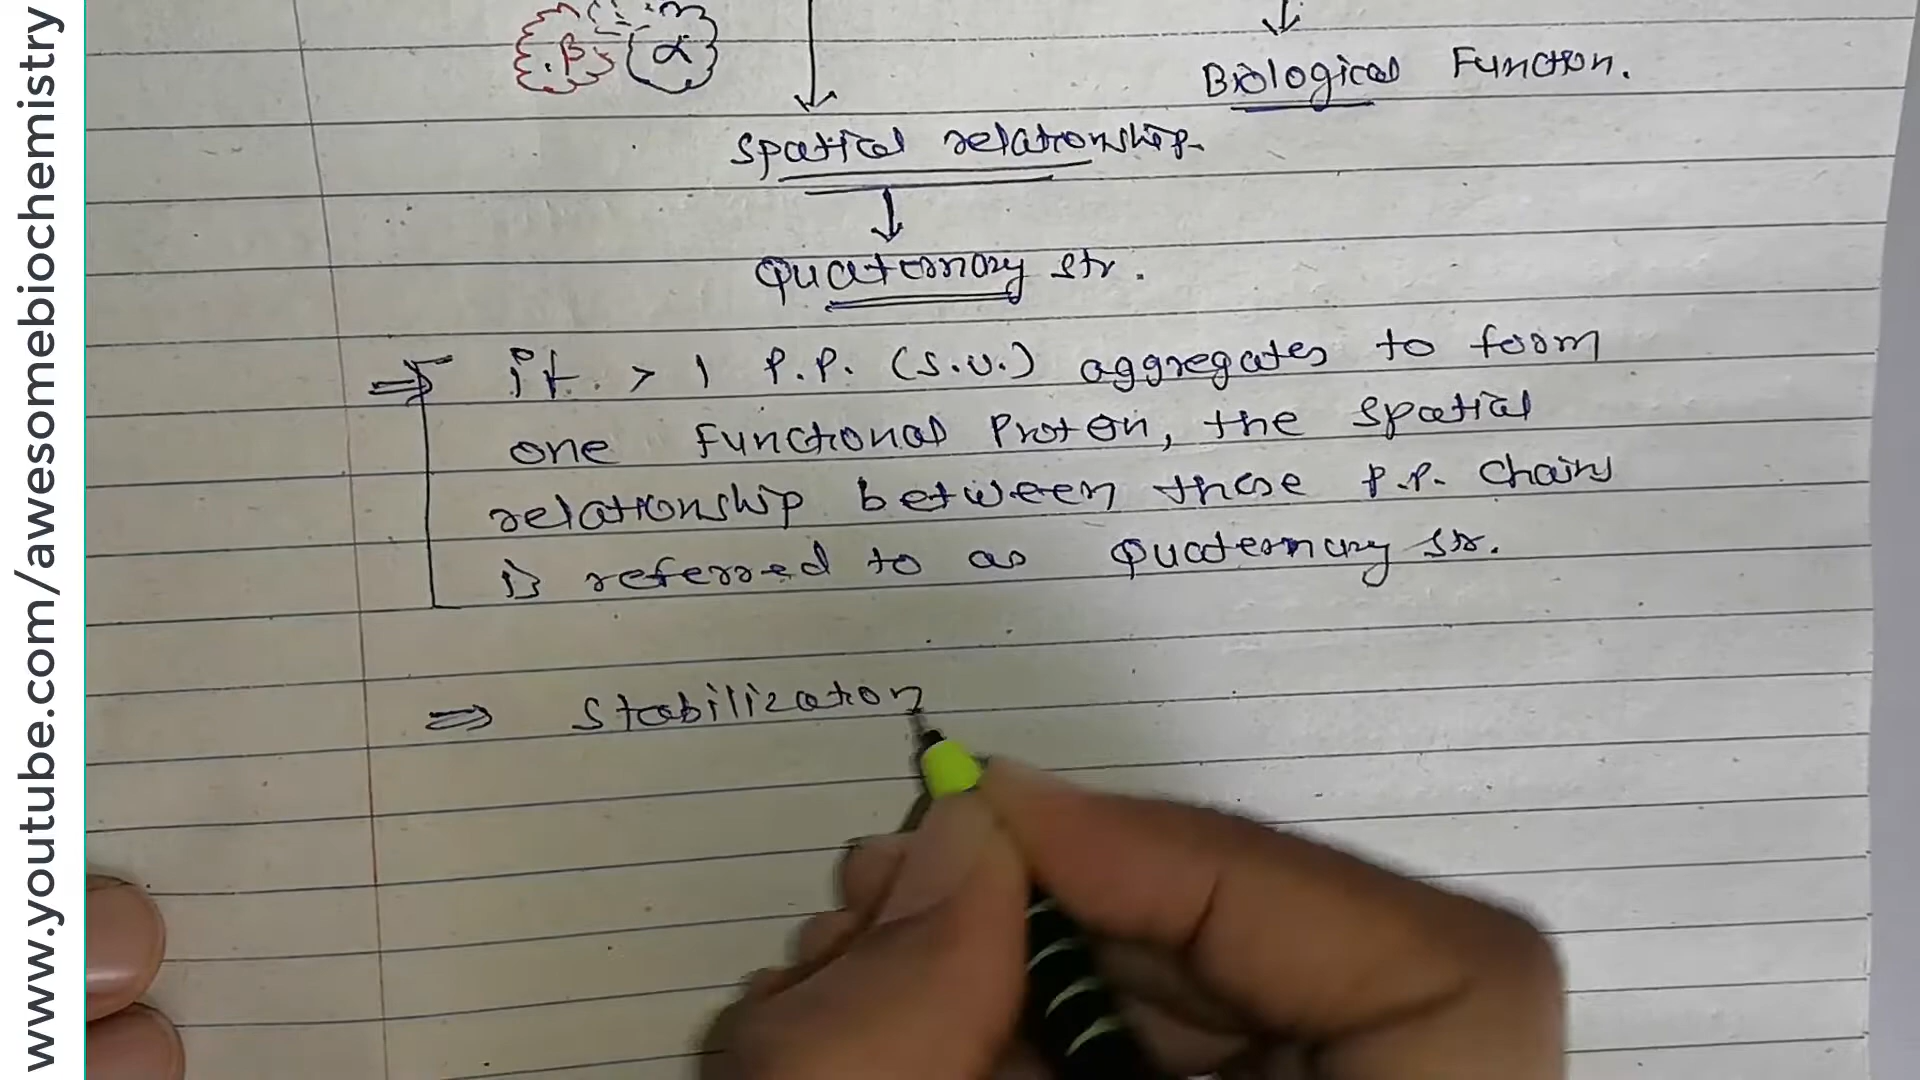 www.youtube.com/awesomebiochemistry
β α
Biological Function.
Spatial relationship.
Quaternary str.
⇒ if > 1 P.P. (S.U.) aggregates to form
one Functional Protein, the Spatial
relationship between these P.P. Chains
is referred to as Quaternary str.
⇒ Stabilization